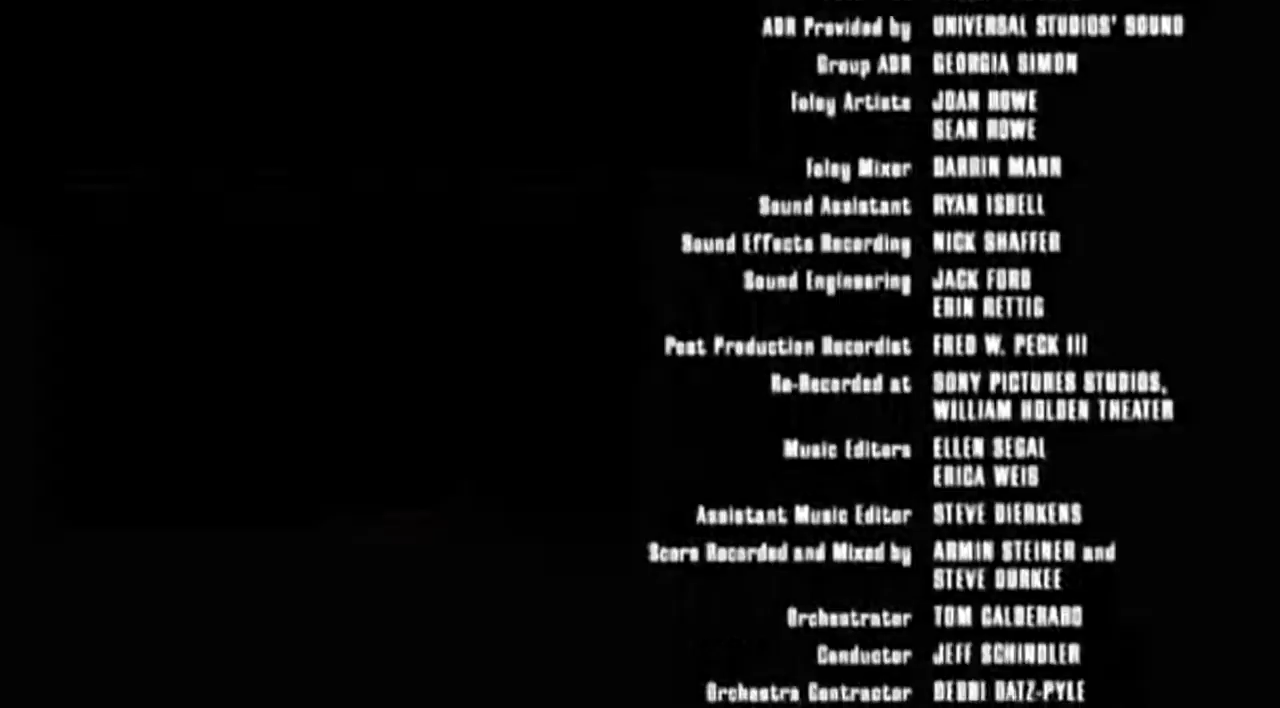 ADR Provided by UNIVERSAL STUDIOS' SOUND
Group ADR GEORGIA SIMON
Foley Artists JOAN ROWE
SEAN ROWE
Foley Mixer DARRIN MANN
Sound Assistant RYAN ISBELL
Sound Effects Recording NICK SHAFFER
Sound Engineering JACK FORD
ERIN RETTIG
Post Production Recordist FRED W. PECK III
Re-Recorded at SONY PICTURES STUDIOS,
WILLIAM HOLDEN THEATER
Music Editors ELLEN SEGAL
ERICA WEIS
Assistant Music Editor STEVE DIERKENS
Score Recorded and Mixed by ARMIN STEINER and
STEVE DURKEE
Orchestrator TOM CALDERARO
Conductor JEFF SCHINDLER
Orchestra Contractor DEBBI DATZ-PYLE